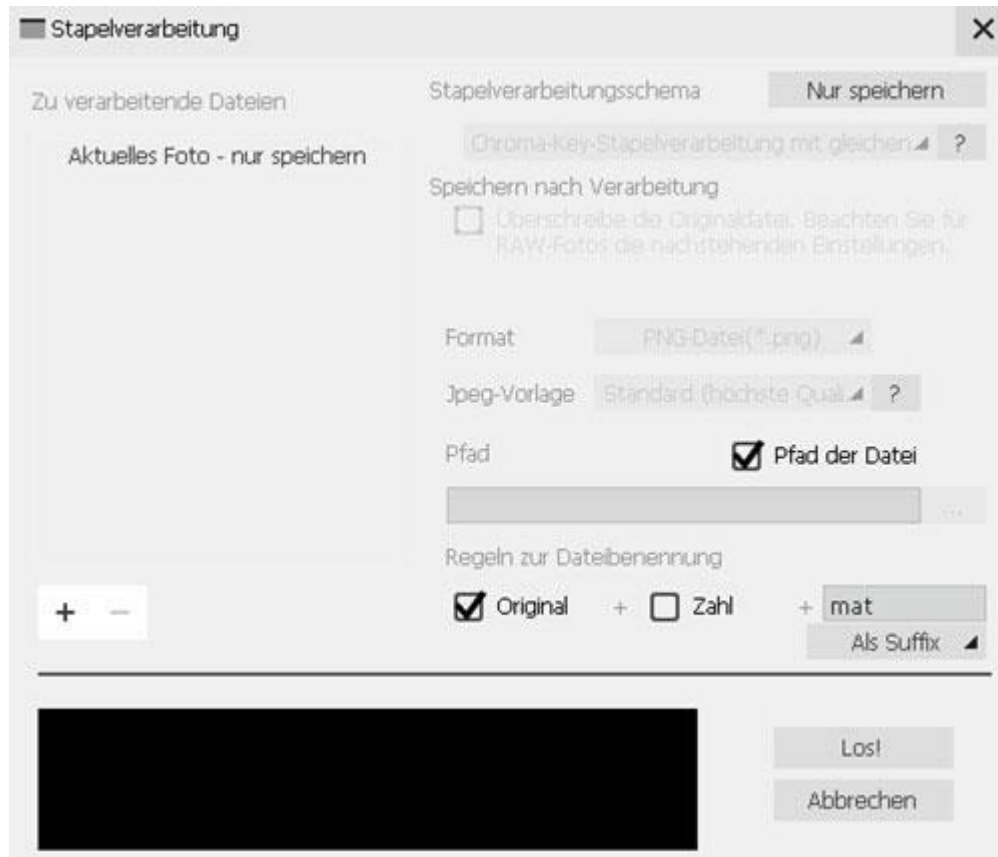 Stapelverarbeitung
Zu verarbeitende Dateien
Aktuelles Foto - nur speichern
+ −
Stapelverarbeitungsschema
Nur speichern
Chroma-Key-Stapelverarbeitung mit gleichen
?
Speichern nach Verarbeitung
Überschreibe die Originaldatei. Beachten Sie für
RAW-Fotos die nachstehenden Einstellungen.
Format PNG-Datei(*.png)
Jpeg-Vorlage Standard (höchste Quali ?
Pfad
Pfad der Datei
...
Regeln zur Dateibenennung
Original + Zahl + mat
Als Suffix
Los!
Abbrechen